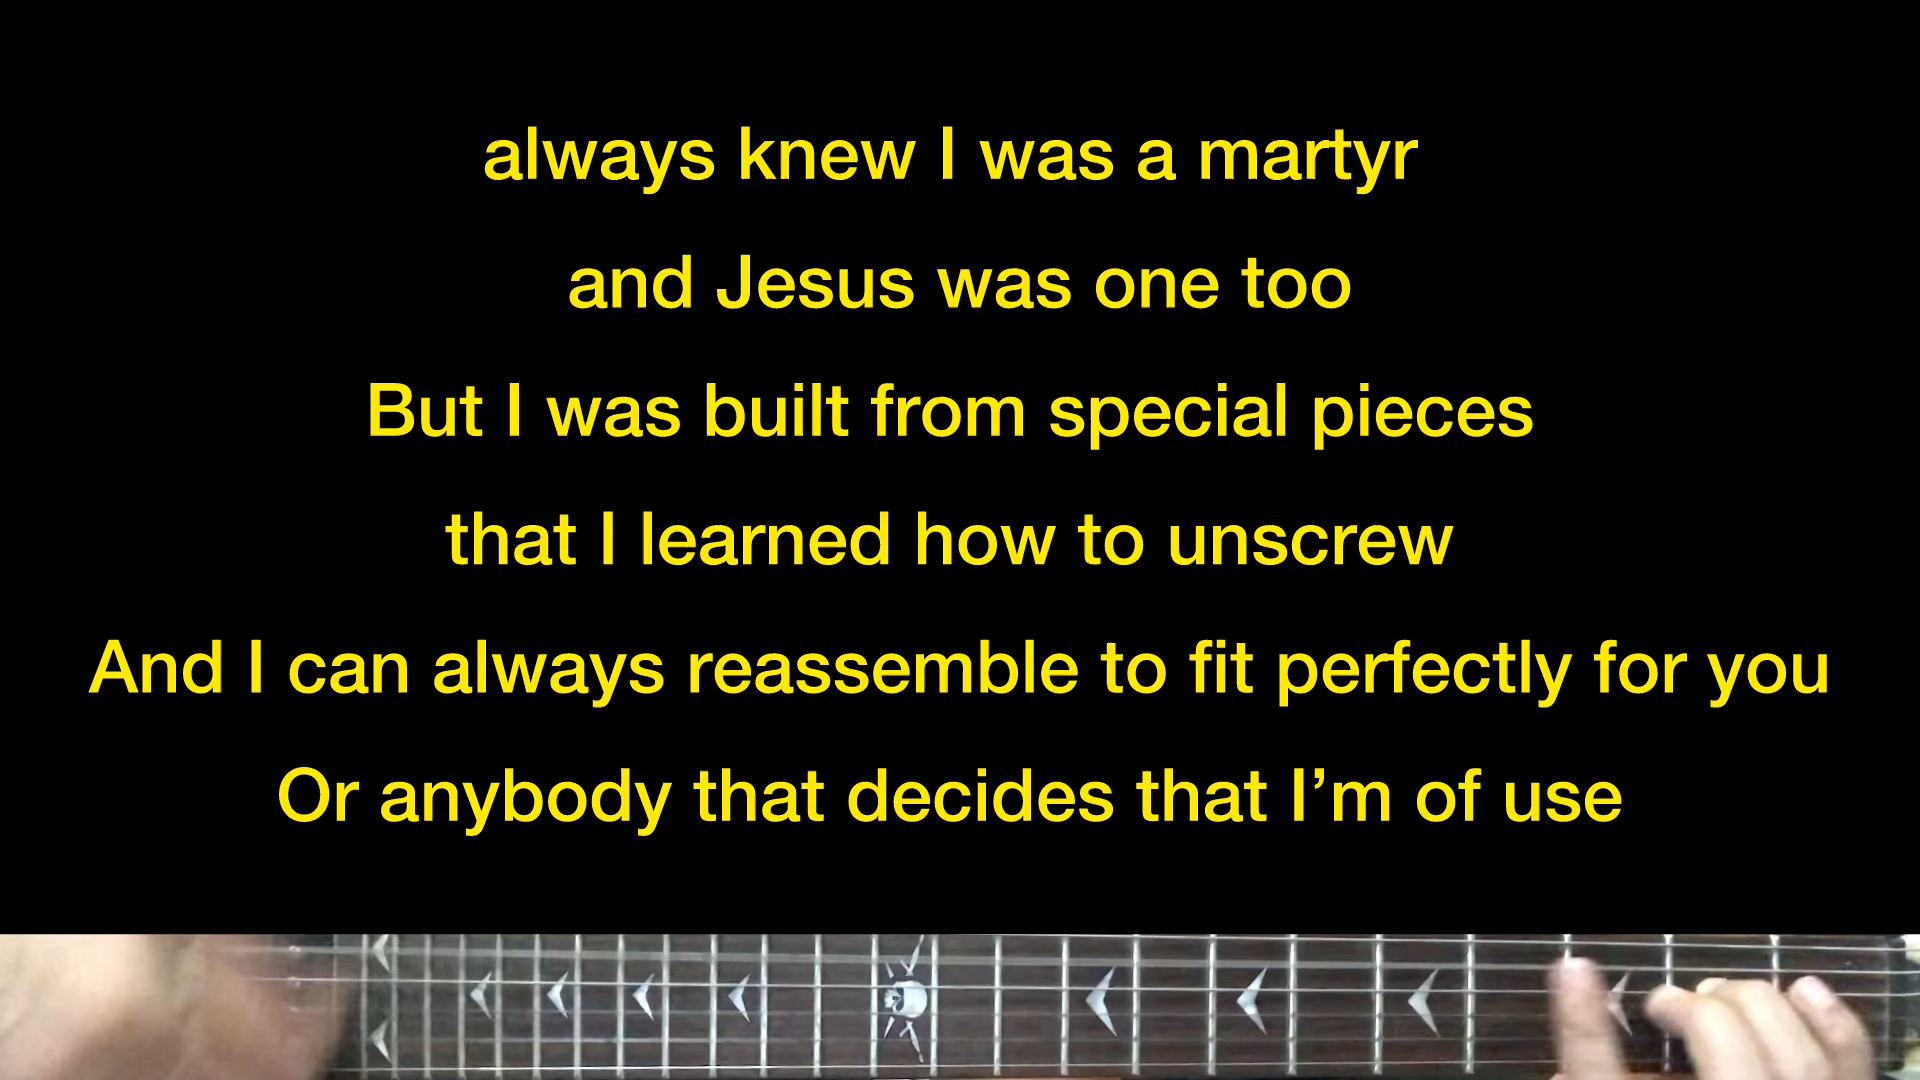 always knew I was a martyr
and Jesus was one too
But I was built from special pieces
that I learned how to unscrew
And I can always reassemble to fit perfectly for you
Or anybody that decides that I’m of use